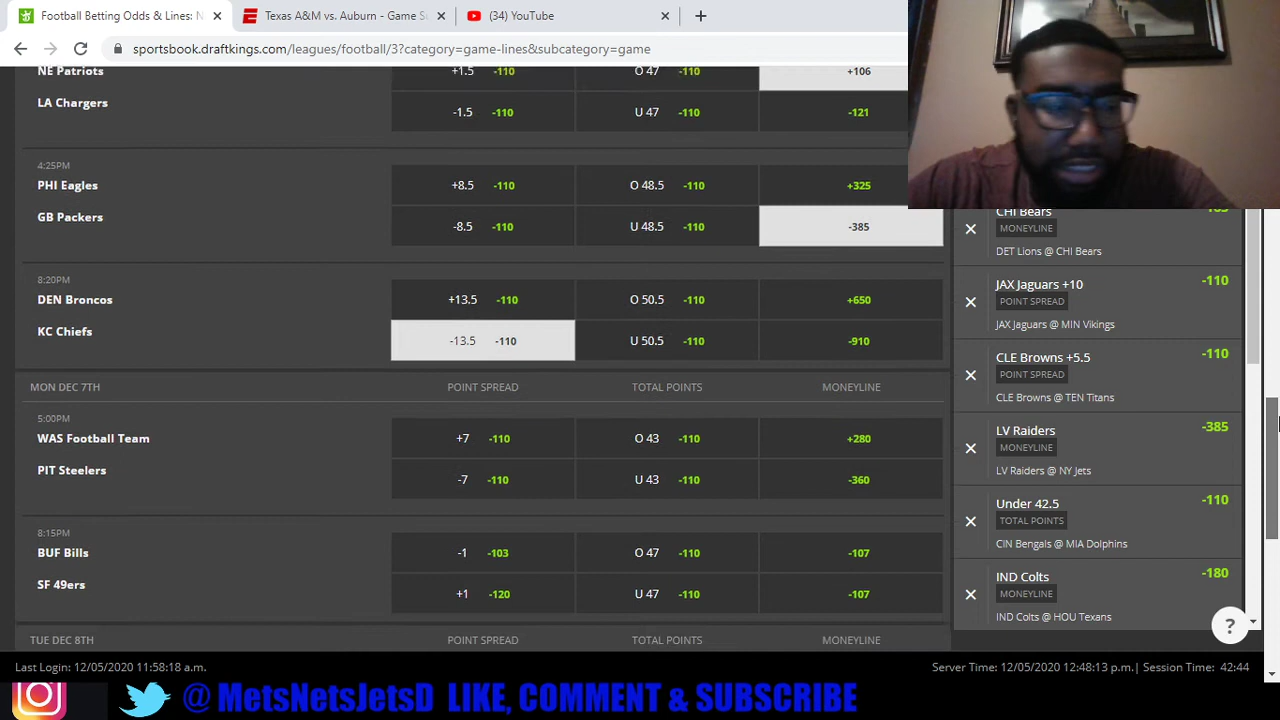 Football Betting Odds & Lines: N
Texas A&M vs. Auburn - Game Su
(34) YouTube
sportsbook.draftkings.com/leagues/football/3?category=game-lines&subcategory=game
NE Patriots +1.5 -110 O 47 -110 +106
LA Chargers -1.5 -110 U 47 -110 -121
4:25PM
PHI Eagles +8.5 -110 O 48.5 -110 +325
GB Packers -8.5 -110 U 48.5 -110 -385
8:20PM
DEN Broncos +13.5 -110 O 50.5 -110 +650
KC Chiefs -13.5 -110 U 50.5 -110 -910
MON DEC 7TH POINT SPREAD TOTAL POINTS MONEYLINE
5:00PM
WAS Football Team +7 -110 O 43 -110 +280
PIT Steelers -7 -110 U 43 -110 -360
8:15PM
BUF Bills -1 -103 O 47 -110 -107
SF 49ers +1 -120 U 47 -110 -107
TUE DEC 8TH POINT SPREAD TOTAL POINTS MONEYLINE
CHI Bears
MONEYLINE
DET Lions @ CHI Bears
JAX Jaguars +10 -110
POINT SPREAD
JAX Jaguars @ MIN Vikings
CLE Browns +5.5 -110
POINT SPREAD
CLE Browns @ TEN Titans
LV Raiders -385
MONEYLINE
LV Raiders @ NY Jets
Under 42.5 -110
TOTAL POINTS
CIN Bengals @ MIA Dolphins
IND Colts -180
MONEYLINE
IND Colts @ HOU Texans
?
Last Login: 12/05/2020 11:58:18 a.m. Server Time: 12/05/2020 12:48:13 p.m.| Session Time: 42:44
@ MetsNetsJetsD LIKE, COMMENT & SUBSCRIBE